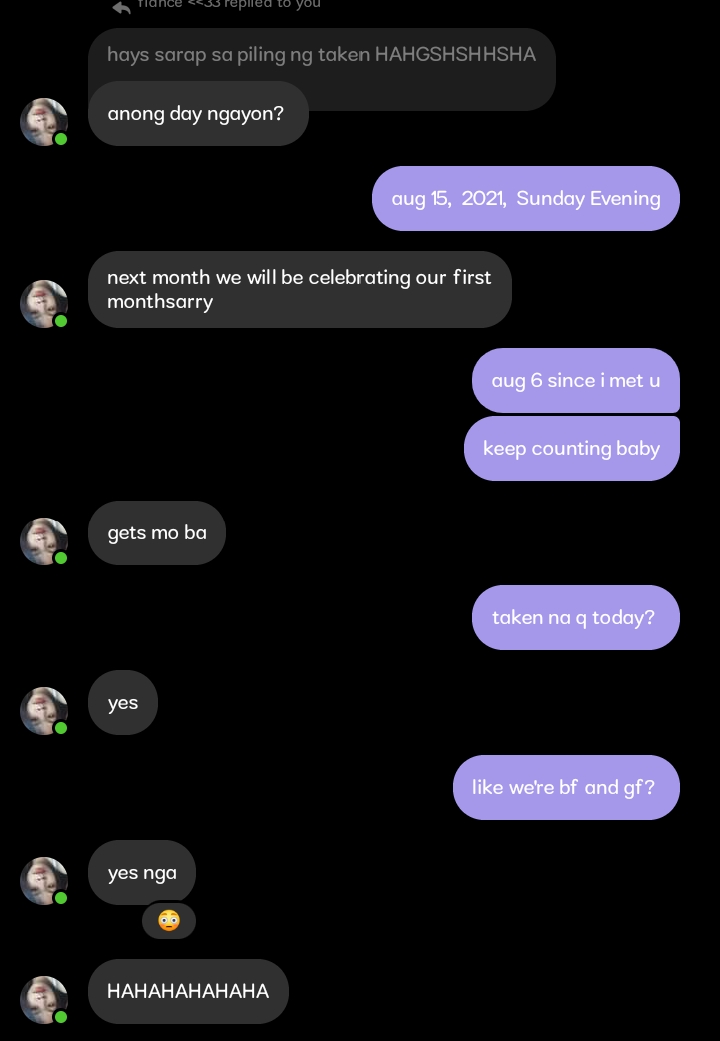 fiance <<33 replied to you
hays sarap sa piling ng taken HAHGSHSHHSHA
anong day ngayon?
aug 15, 2021, Sunday Evening
next month we will be celebrating our first
monthsarry
aug 6 since i met u
keep counting baby
gets mo ba
taken na q today?
yes
like we're bf and gf?
yes nga
HAHAHAHAHAHA